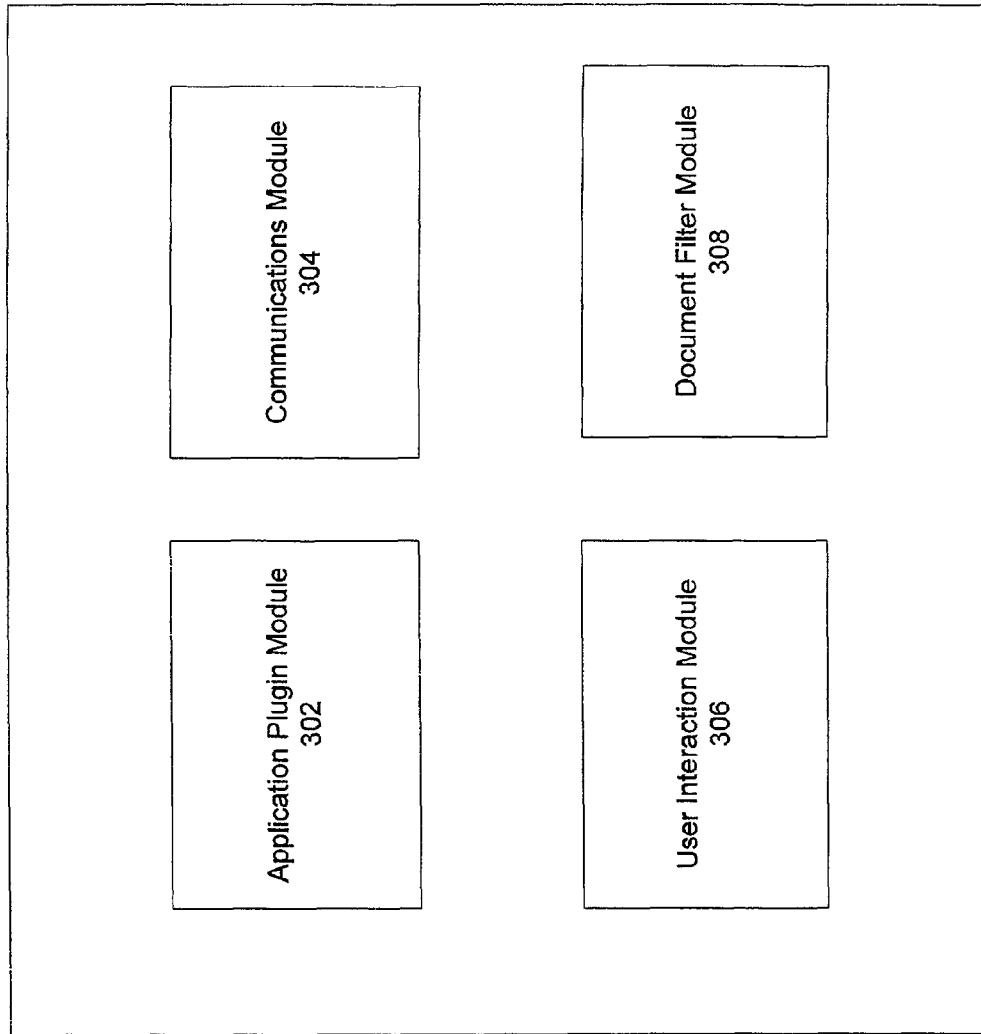 Application Plugin Module
302
Communications Module
304
User Interaction Module
306
Document Filter Module
308